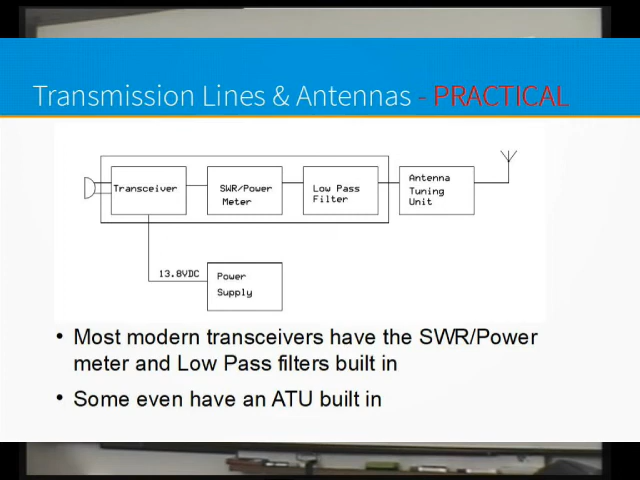 Transmission Lines & Antennas - PRACTICAL
Transceiver
SWR/Power
Meter
Low Pass
Filter
Antenna
Tuning
Unit
13.8VDC
Power
Supply
• Most modern transceivers have the SWR/Power
meter and Low Pass filters built in
• Some even have an ATU built in